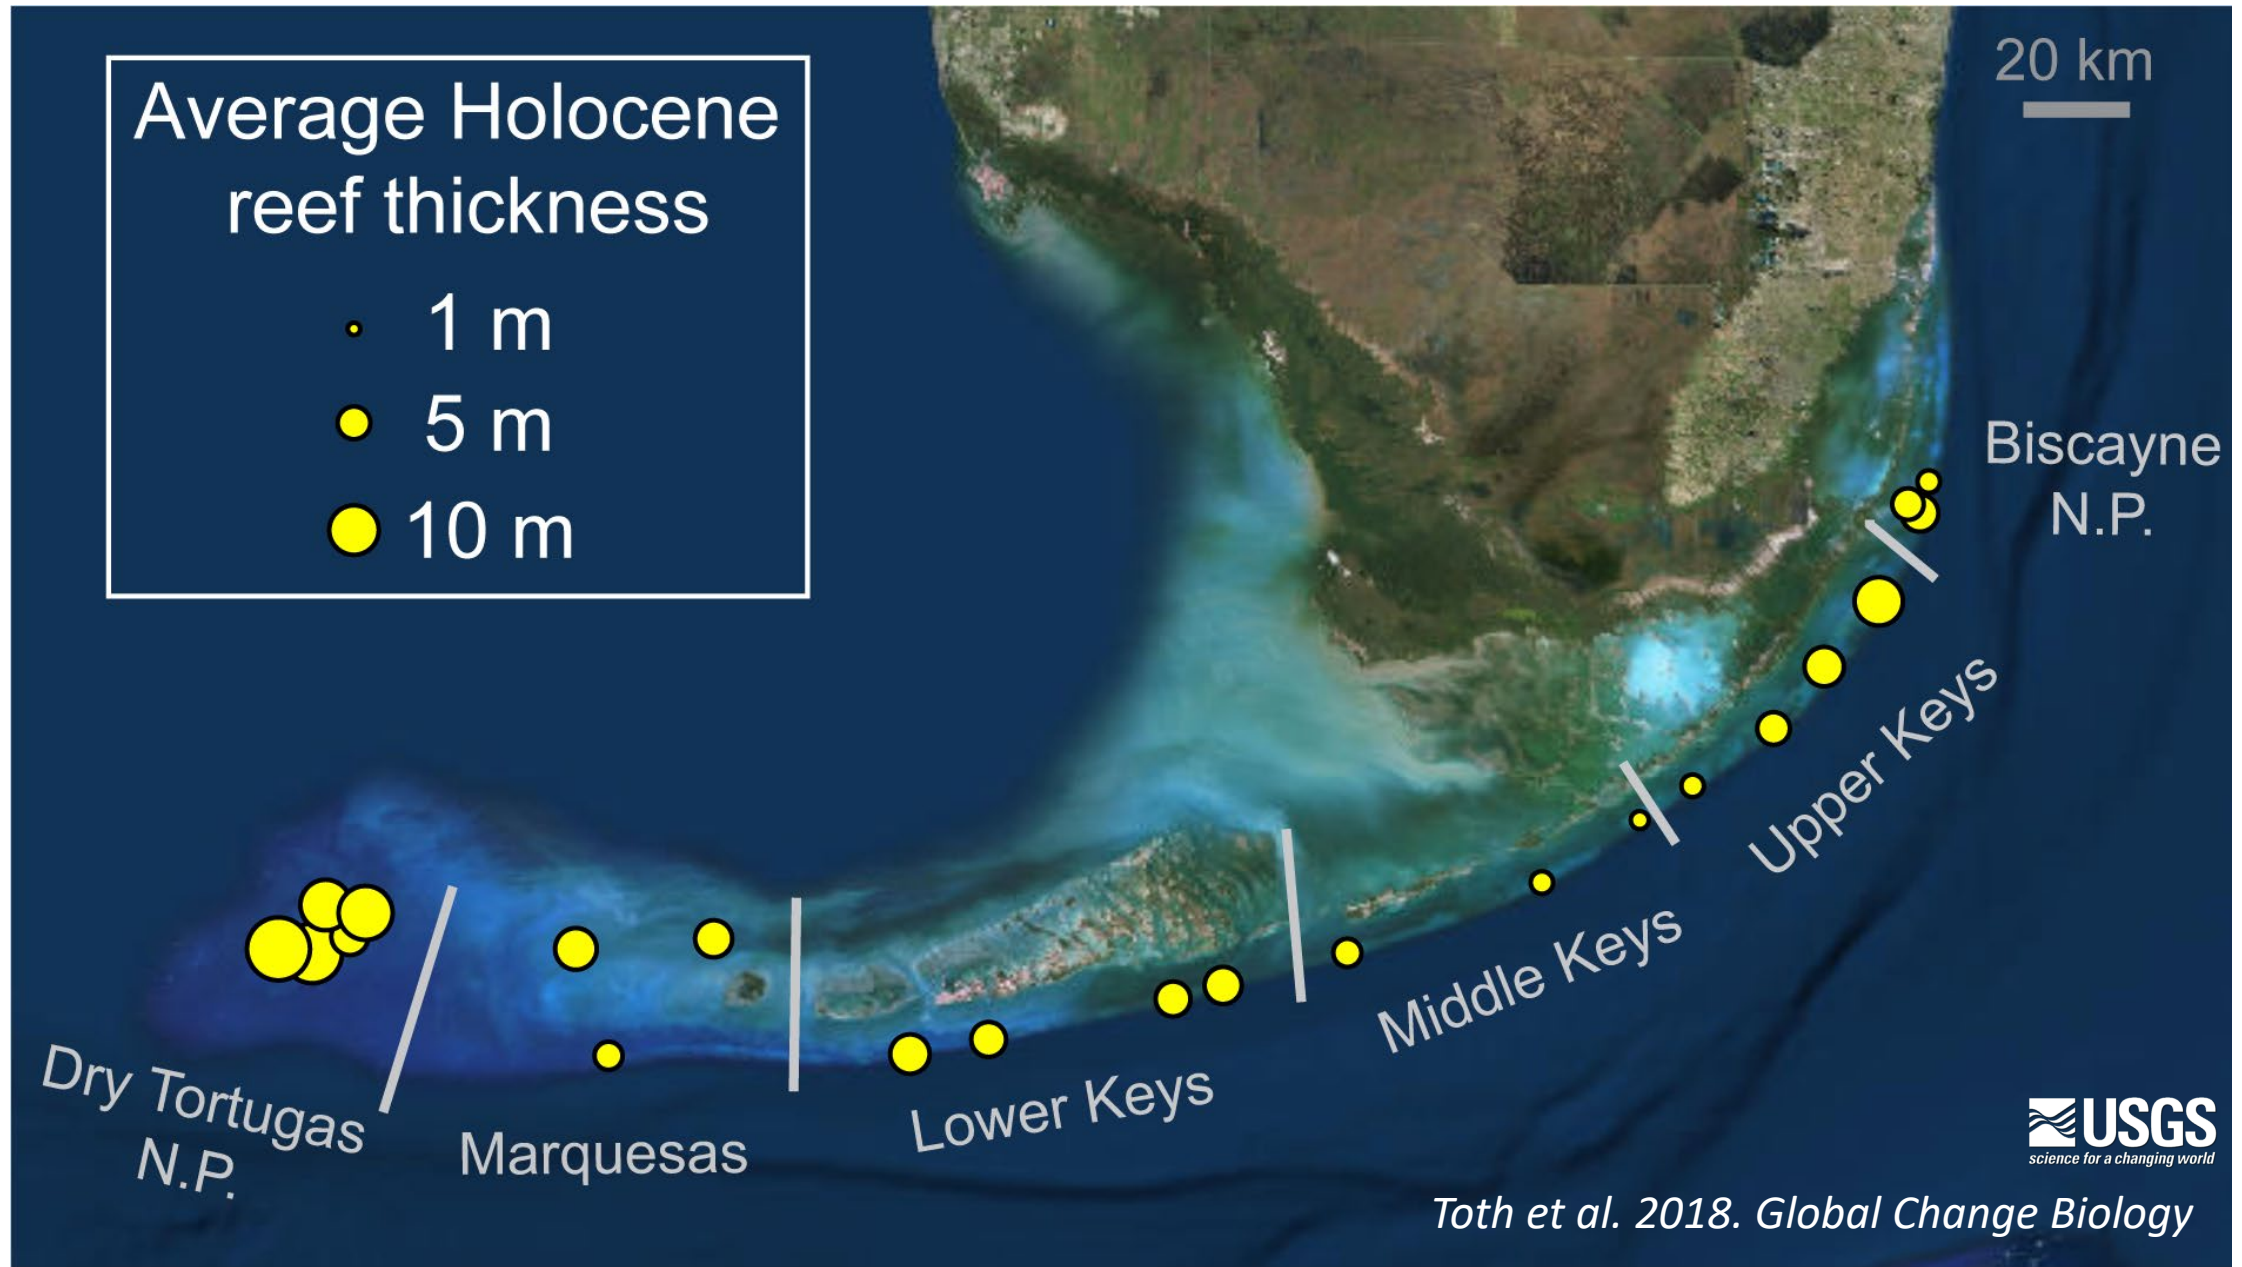 Average Holocene
reef thickness
1 m
5 m
10 m
20 km
Biscayne
N.P.
Upper Keys
Middle Keys
Lower Keys
Marquesas
Dry Tortugas
N.P.
USGS
science for a changing world
Toth et al. 2018. Global Change Biology